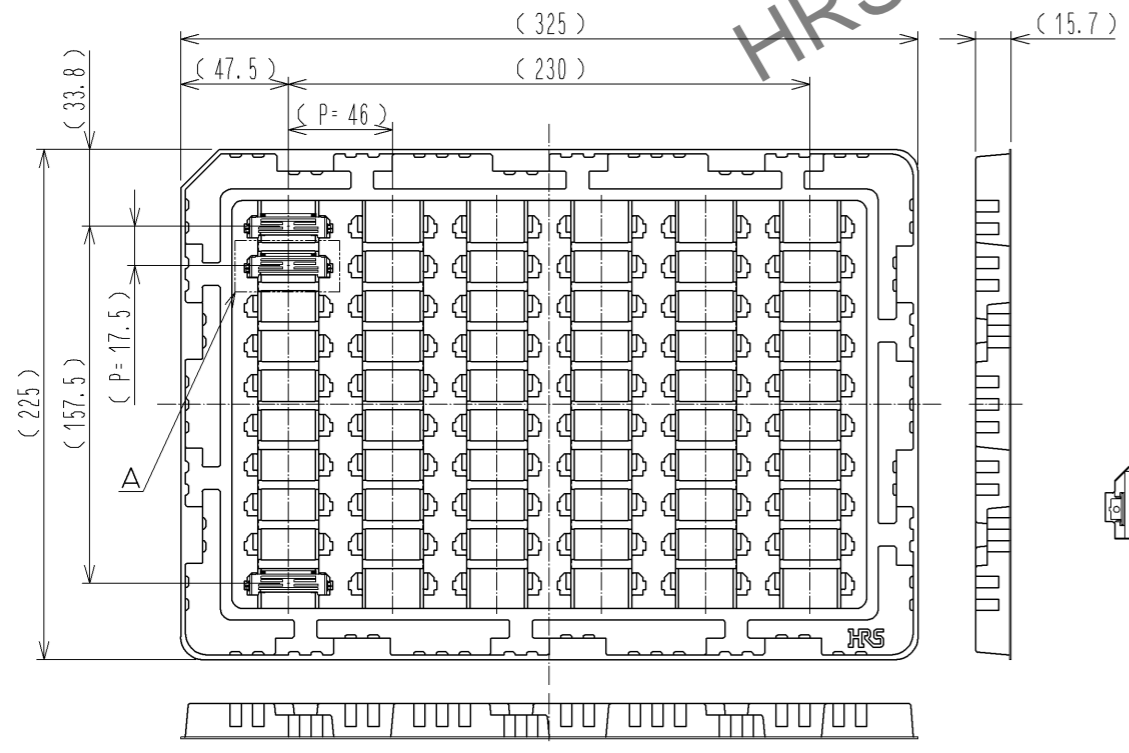 ( 325 )
HRS
( 15.7 )
( 47.5 )
( 230 )
( 33.8 )
( P= 46 )
( P= 17.5 )
( 157.5 )
( 225 )
A
HRS